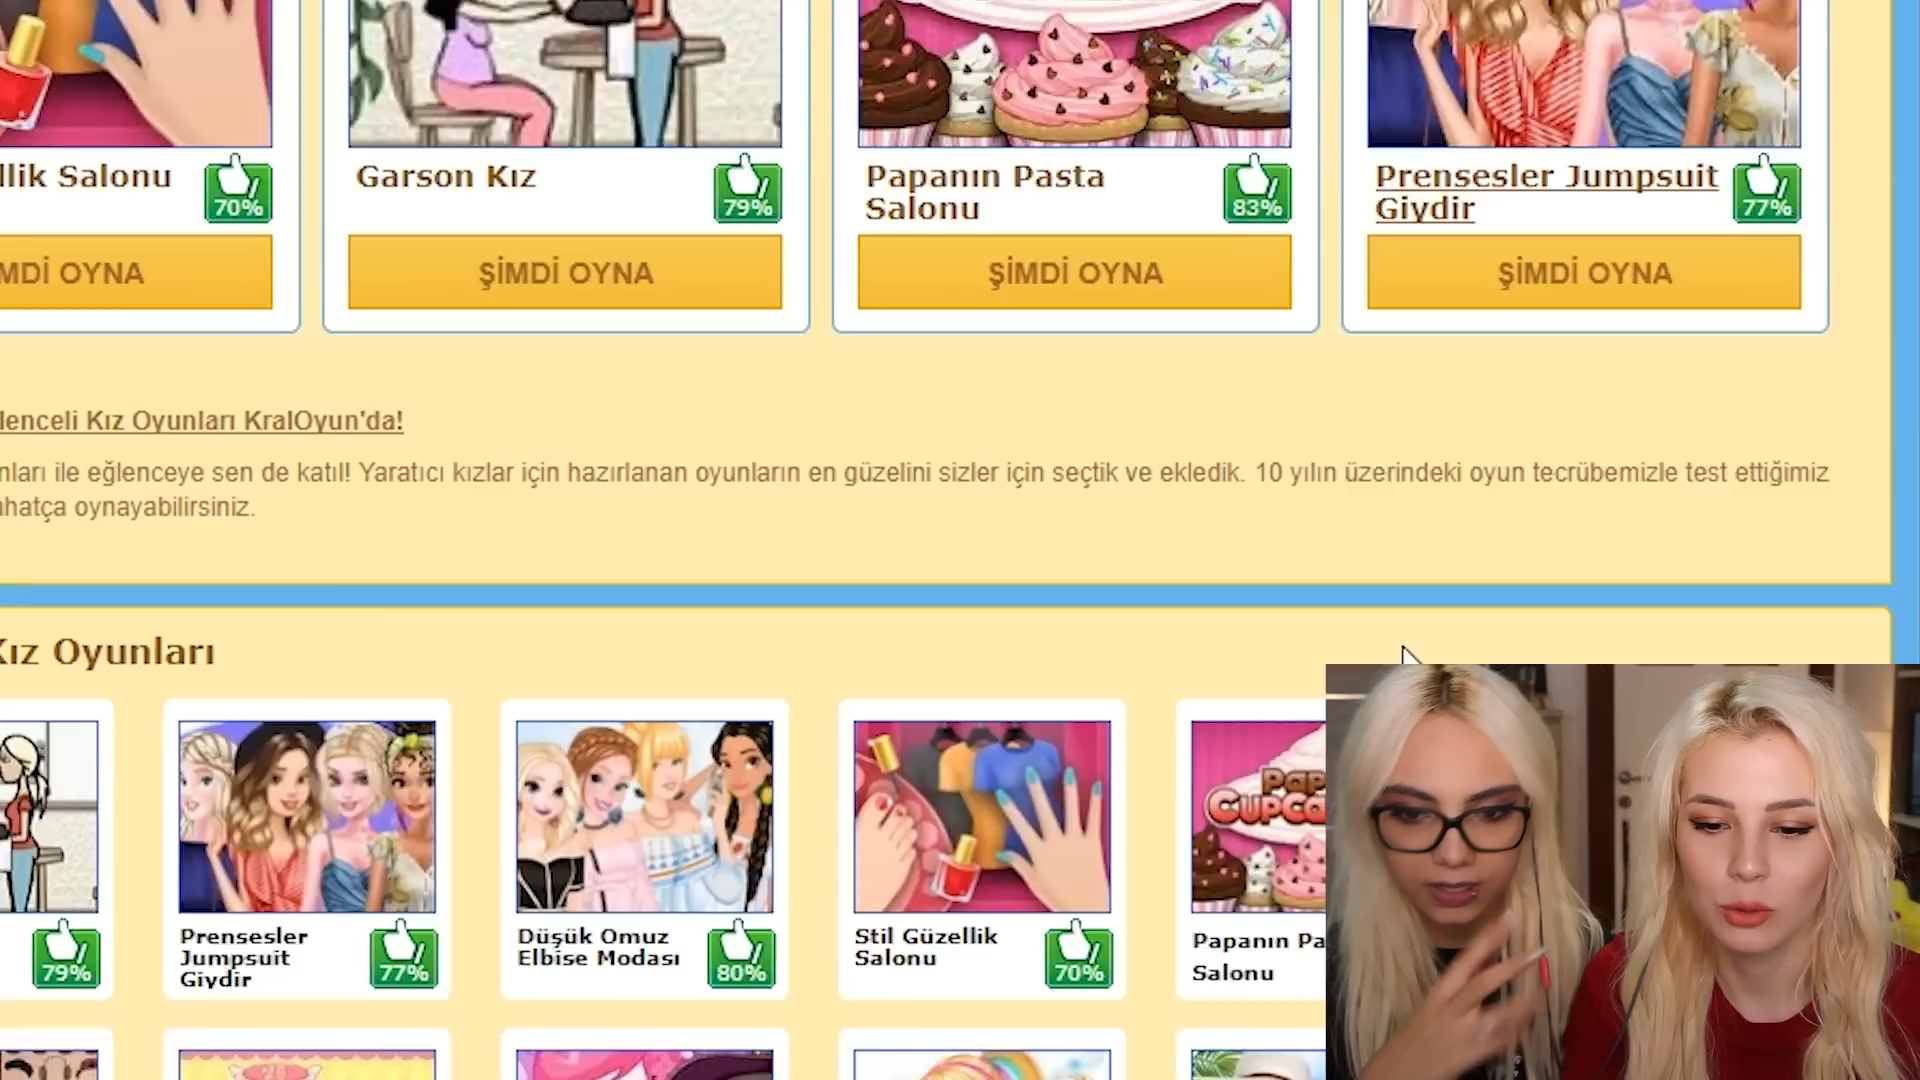 llik Salonu
70%
Garson Kız
79%
Papanın Pasta
Salonu
83%
Prensesler Jumpsuit
Giydir
77%
MDİ OYNA
ŞİMDİ OYNA
ŞİMDİ OYNA
ŞİMDİ OYNA
lenceli Kız Oyunları KralOyun'da!
nları ile eğlenceye sen de katıl! Yaratıcı kızlar için hazırlanan oyunların en güzelini sizler için seçtik ve ekledik. 10 yılın üzerindeki oyun tecrübemizle test ettiğimiz
ahatça oynayabilirsiniz.
Kız Oyunları
79%
Prensesler
Jumpsuit
Giydir
77%
Düşük Omuz
Elbise Modası
80%
Stil Güzellik
Salonu
70%
PAP
CUPCA
Papanın Pa
Salonu